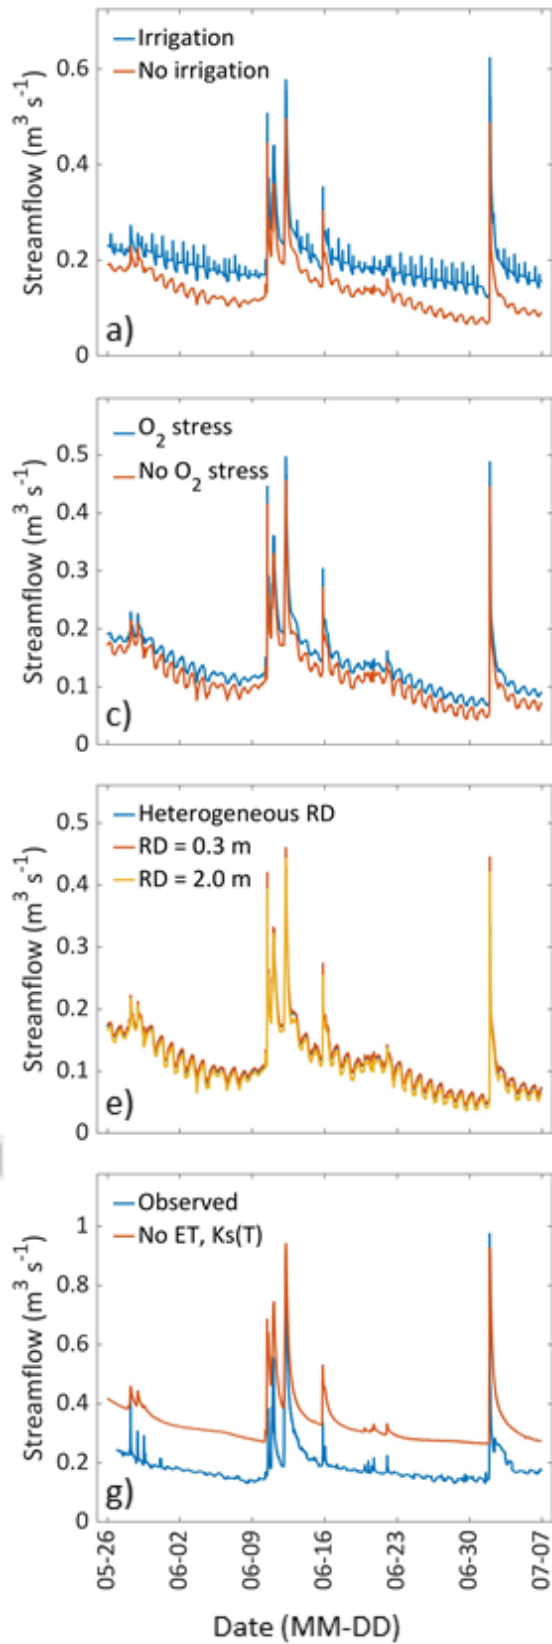 Irrigation
No irrigation
0.6
0.4
0.2
0
Streamflow (m³ s⁻¹)
a)
O₂ stress
No O₂ stress
0.5
0.4
0.3
0.2
0.1
0
Streamflow (m³ s⁻¹)
c)
Heterogeneous RD
RD = 0.3 m
RD = 2.0 m
0.5
0.4
0.3
0.2
0.1
0
Streamflow (m³ s⁻¹)
e)
Observed
No ET, Ks(T)
1
0.8
0.6
0.4
0.2
0
Streamflow (m³ s⁻¹)
g)
05-26
06-02
06-09
06-16
06-23
06-30
07-07
Date (MM-DD)